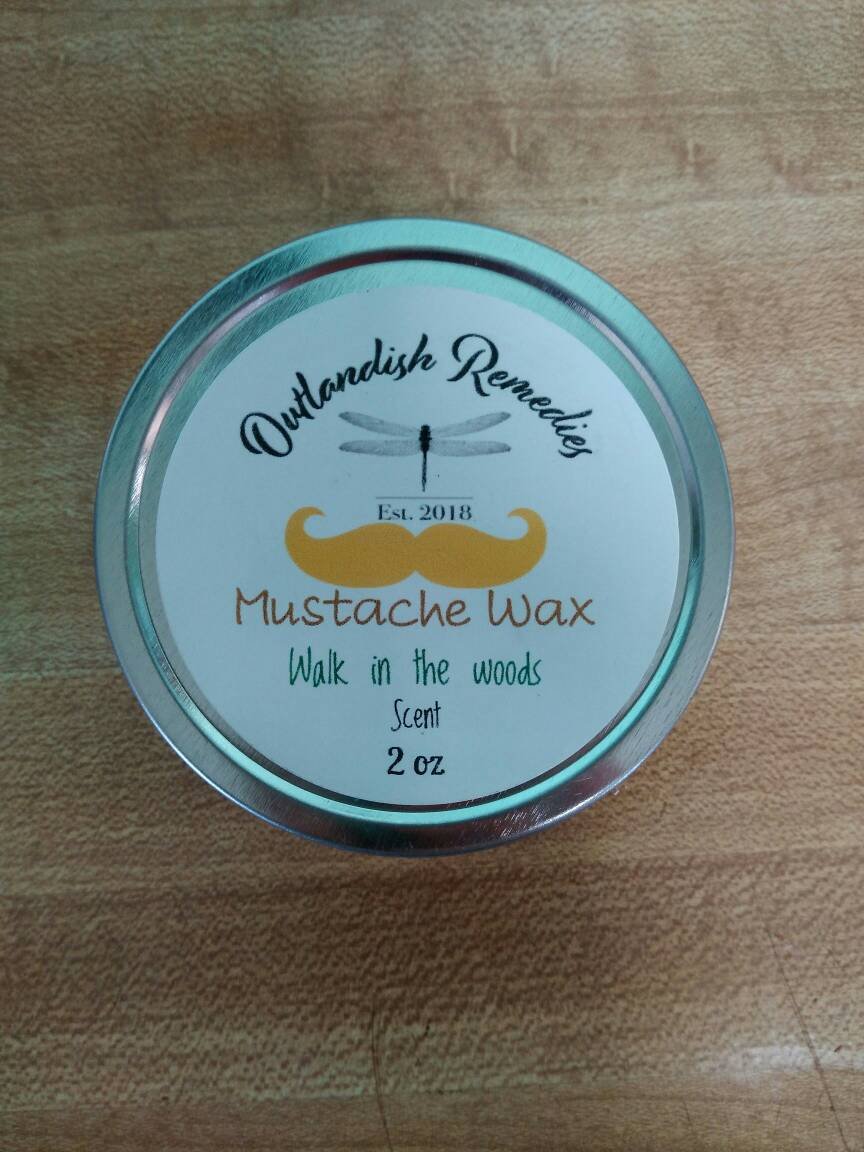 Outlandish Remedies
Est. 2018
Mustache Wax
Walk in the woods
Scent
2 oz